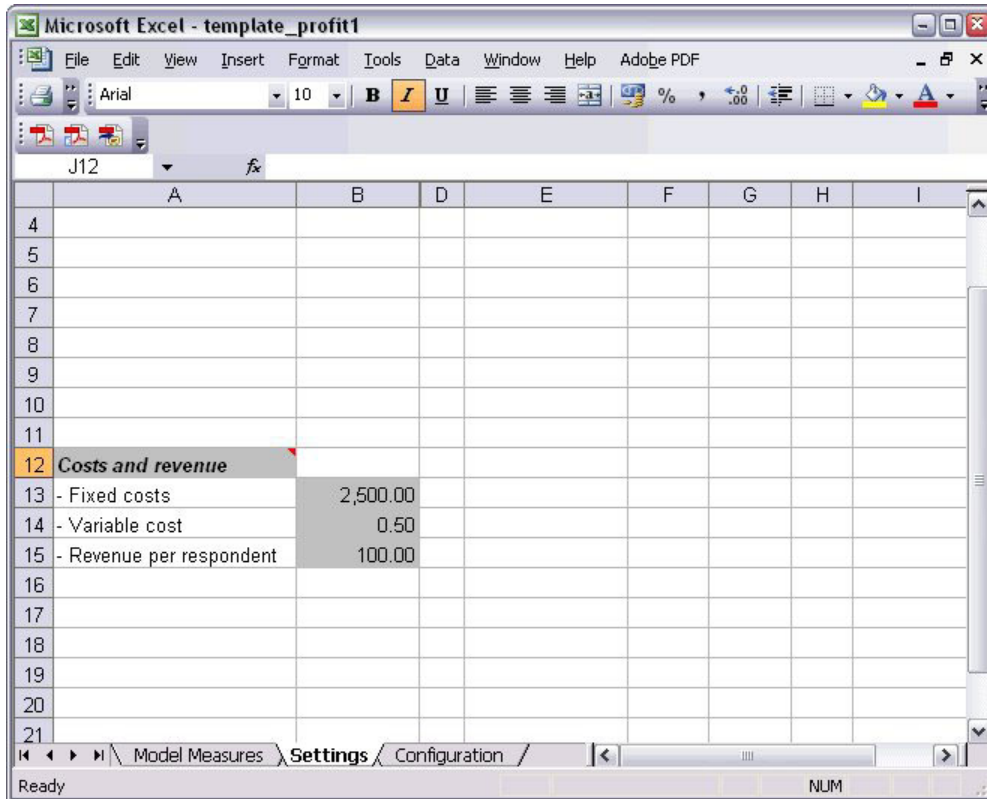 Microsoft Excel - template_profit1
File Edit View Insert Format Tools Data Window Help Adobe PDF
Arial 10 B I U % ,
J12 fx
A B D E F G H I
4
5
6
7
8
9
10
11
12 Costs and revenue
13 - Fixed costs 2,500.00
14 - Variable cost 0.50
15 - Revenue per respondent 100.00
16
17
18
19
20
21
Model Measures Settings Configuration
Ready NUM